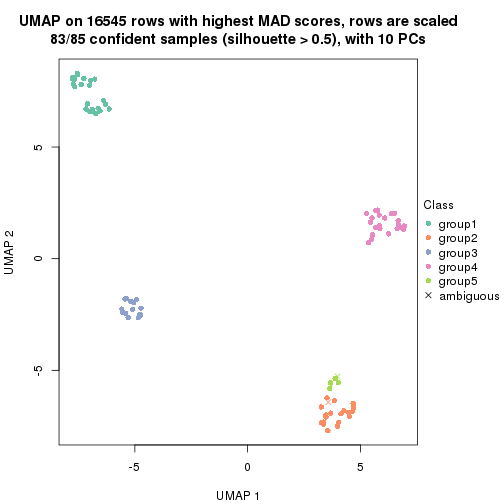 UMAP on 16545 rows with highest MAD scores, rows are scaled
83/85 confident samples (silhouette > 0.5), with 10 PCs
5
0
-5
UMAP 2
-5
0
5
UMAP 1
Class
group1
group2
group3
group4
group5
ambiguous